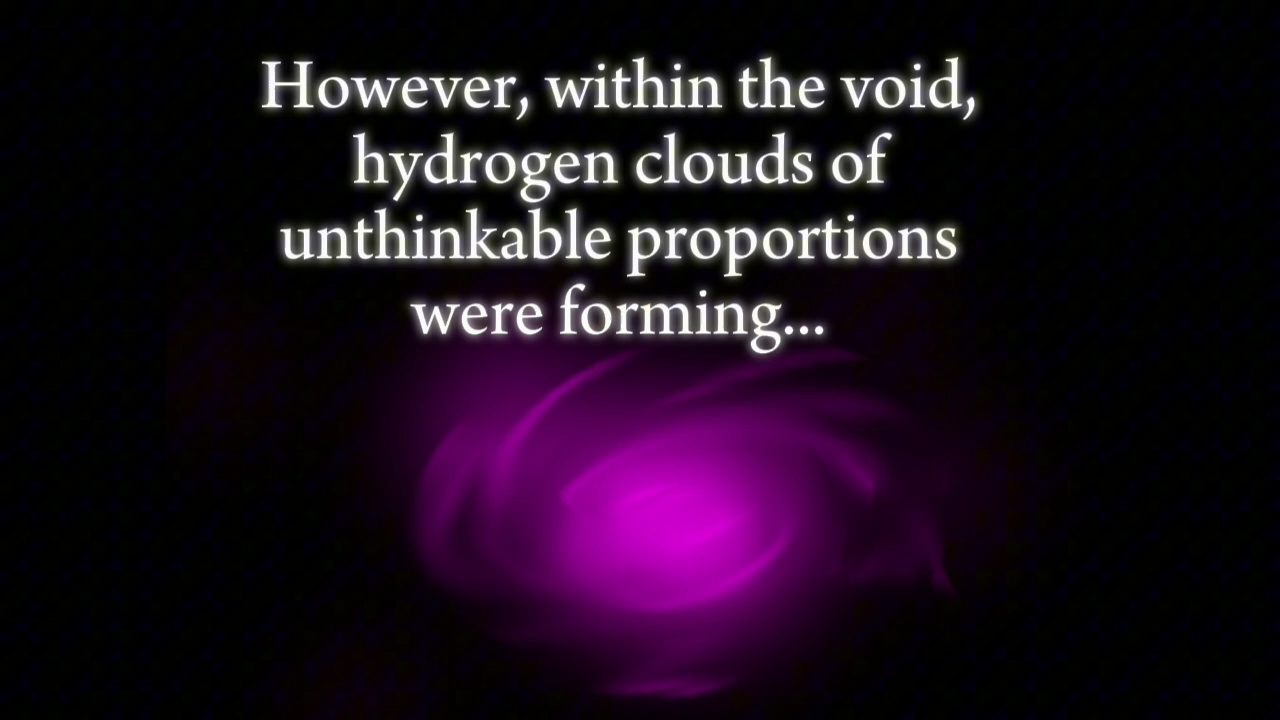 However, within the void,
hydrogen clouds of
unthinkable proportions
were forming...